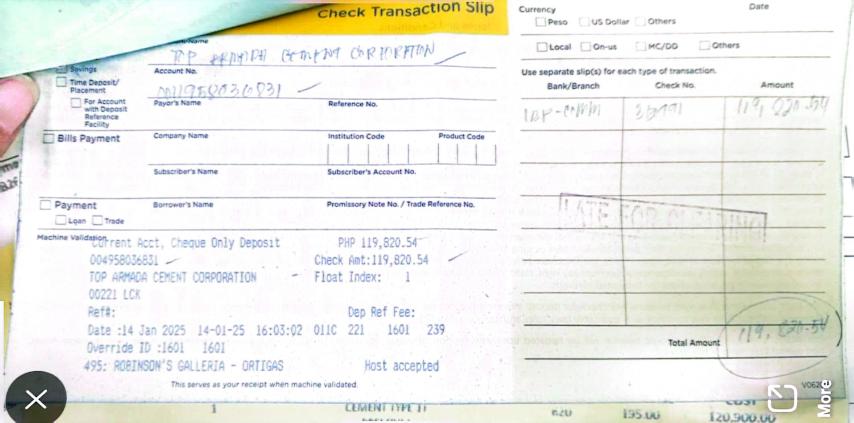 Check Transaction Slip
Name
TOP ARMADA CEMENT CORPORATION
Savings
Account No.
Time Deposit/
Placement
For Account
with Deposit
Reference
Facility
Payor's Name
Reference No.
Bills Payment
Company Name
Institution Code
Product Code
Subscriber's Name
Subscriber's Account No.
Payment
Borrower's Name
Promissory Note No. / Trade Reference No.
Loan
Trade
Machine Validation
Current Acct, Cheque Only Deposit
PHP 119,820.54
004958036831
Check Amt:119,820.54
TOP ARMADA CEMENT CORPORATION
Float Index: 1
00221 LCK
Ref#:
Dep Ref Fee:
Date :14 Jan 2025 14-01-25 16:03:02 011C 221 1601 239
Override ID :1601 1601
495: ROBINSON'S GALLERIA - ORTIGAS
Host accepted
This serves as your receipt when machine validated.
Currency
Date
Peso
US Dollar
Others
Local
On-us
MC/DD
Others
Use separate slip(s) for each type of transaction.
Bank/Branch
Check No.
Amount
119,820.54
LATE FOR CLEARING
Total Amount
119,820.54
1
CEMENT TYPE
620
195.00
120,900.00
More